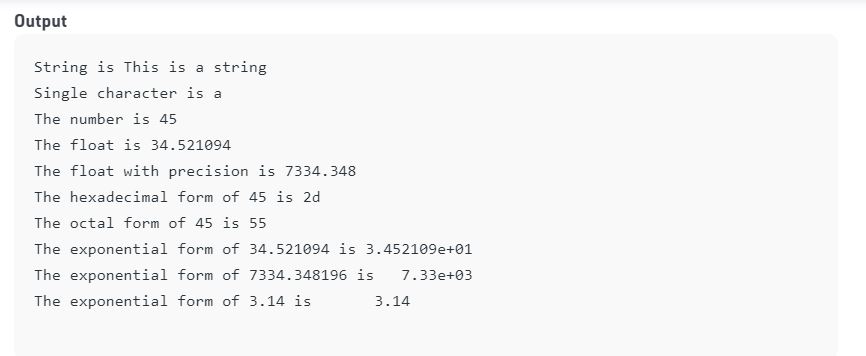 Output
String is This is a string
Single character is a
The number is 45
The float is 34.521094
The float with precision is 7334.348
The hexadecimal form of 45 is 2d
The octal form of 45 is 55
The exponential form of 34.521094 is 3.452109e+01
The exponential form of 7334.348196 is   7.33e+03
The exponential form of 3.14 is       3.14